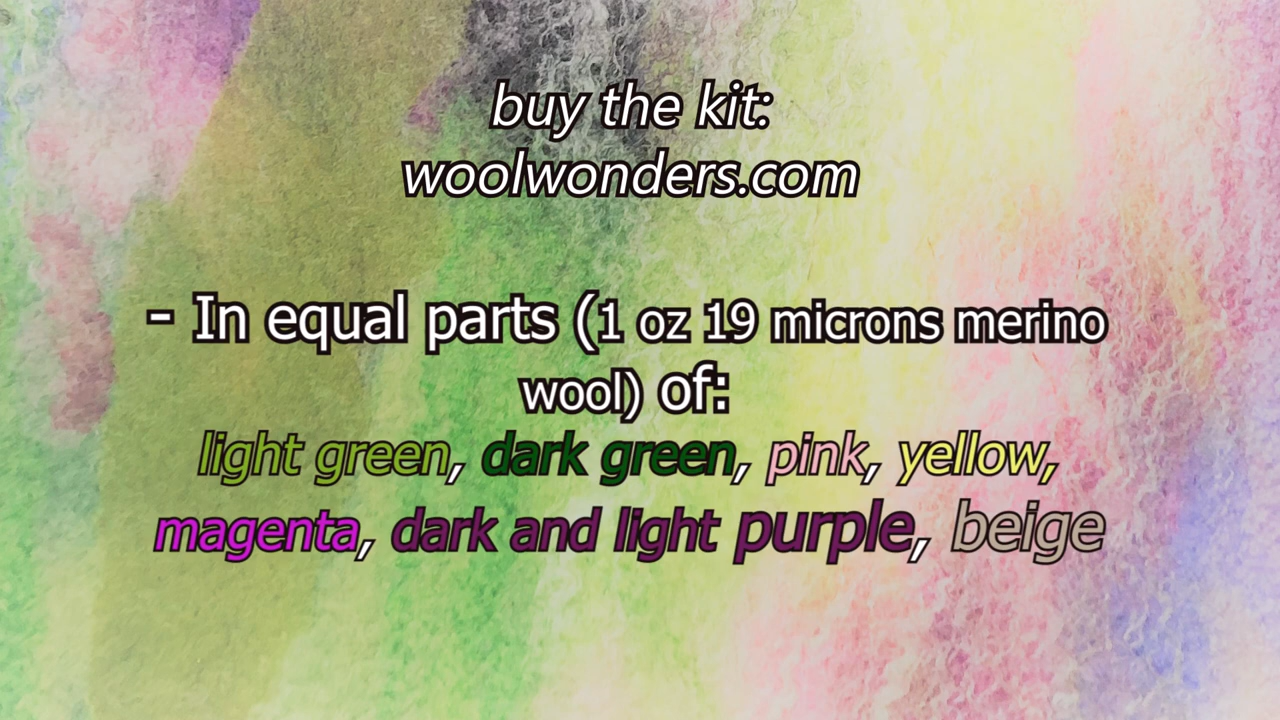 buy the kit:
woolwonders.com
- In equal parts (1 oz 19 microns merino
wool) of:
light green, dark green, pink, yellow,
magenta, dark and light purple, beige